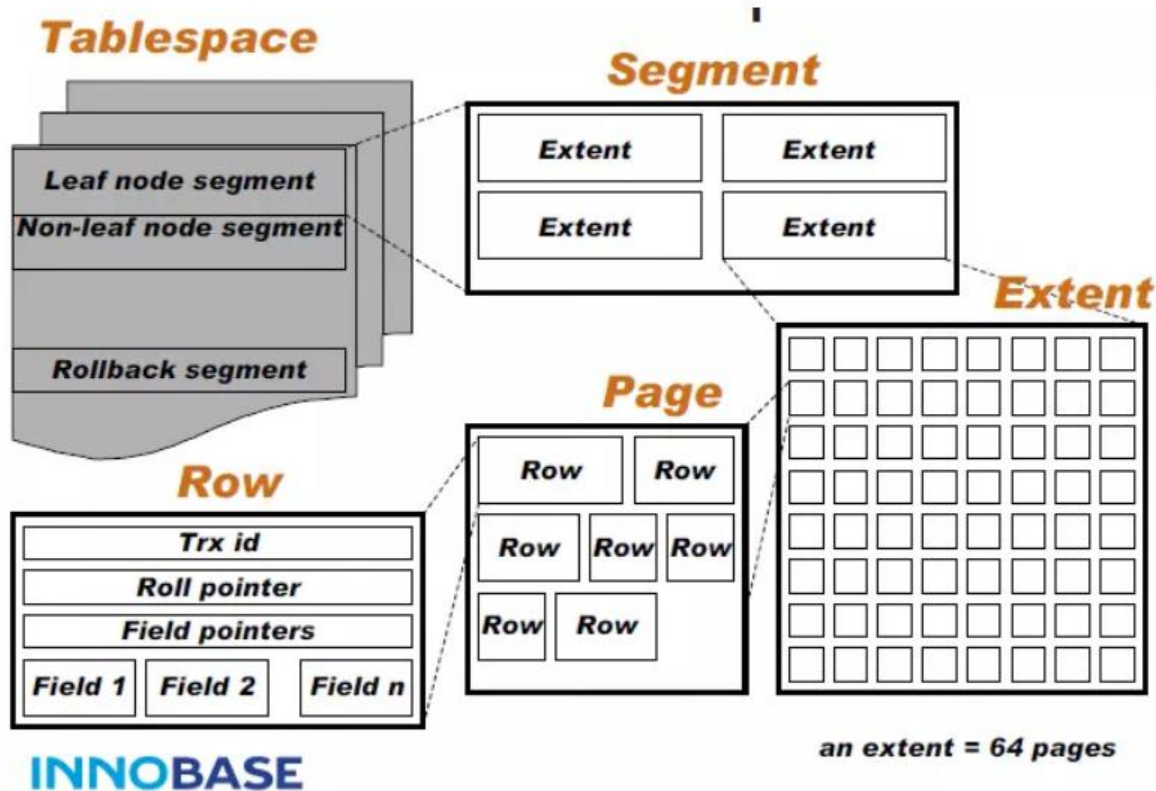 Tablespace
Leaf node segment
Non-leaf node segment
Rollback segment
Segment
Extent Extent
Extent Extent
Extent
an extent = 64 pages
Page
Row Row
Row Row Row
Row Row
Row
Trx id
Roll pointer
Field pointers
Field 1 Field 2 Field n
INNOBASE